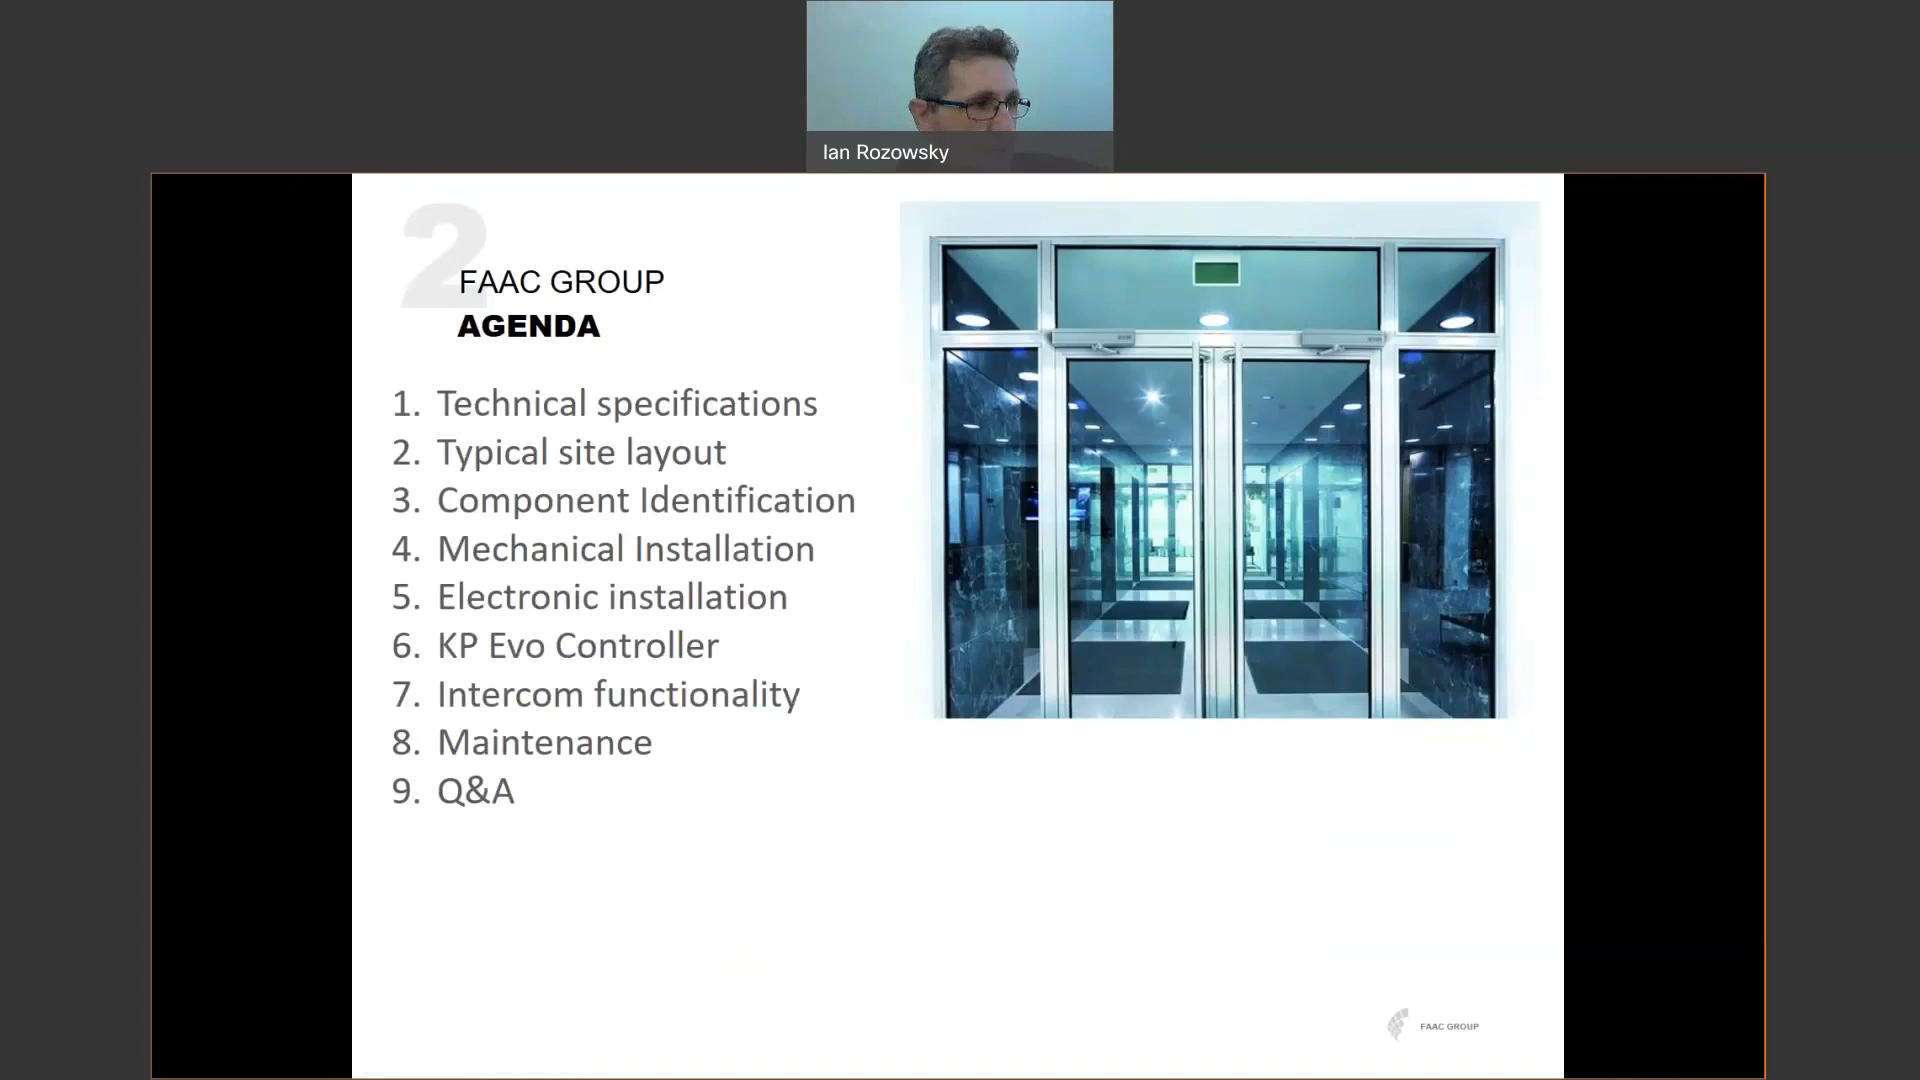 Ian Rozowsky
2
FAAC GROUP
AGENDA
1. Technical specifications
2. Typical site layout
3. Component Identification
4. Mechanical Installation
5. Electronic installation
6. KP Evo Controller
7. Intercom functionality
8. Maintenance
9. Q&A
FAAC GROUP